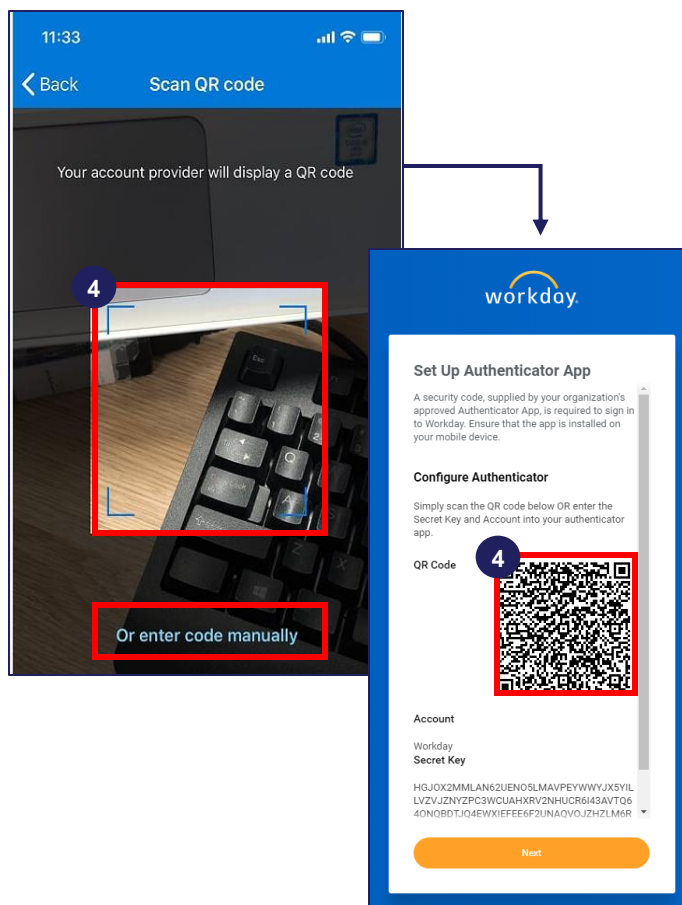 11:33
Back
Scan QR code
Your account provider will display a QR code
4
Esc
Q
A
Z
X
Or enter code manually
workday.
Set Up Authenticator App
A security code, supplied by your organization's
approved Authenticator App, is required to sign in
to Workday. Ensure that the app is installed on
your mobile device.
Configure Authenticator
Simply scan the QR code below OR enter the
Secret Key and Account into your authenticator
app.
QR Code
4
Account
Workday
Secret Key
HGJOX2MMLAN62UENO5LMAVPEYWWYJX5YIL
LVZVJZNYZPC3WCUAHXRV2NHUCR6I43AVTQ6
4ONQBDTJQ4EWXIEFEE6F2UNAQVOJZHZLM6R
Next